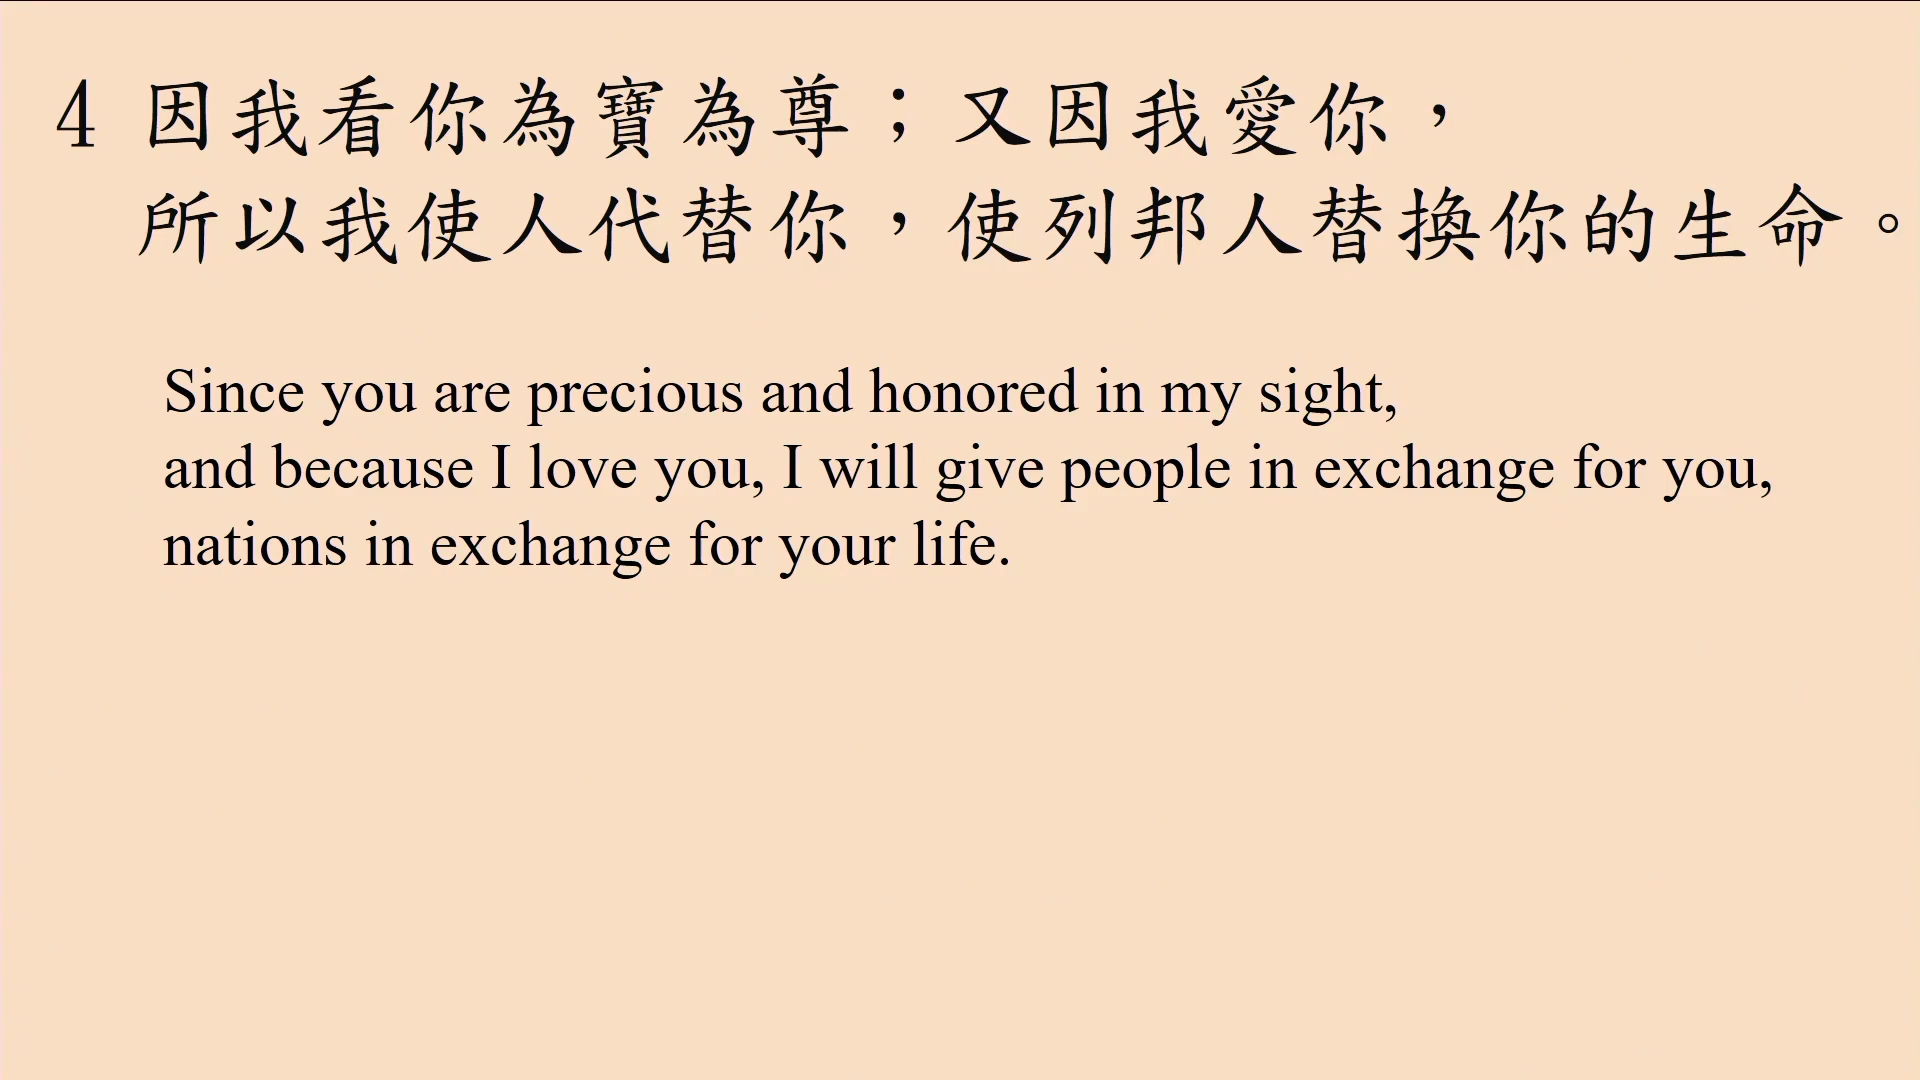 4 因我看你為寶為尊；又因我愛你，
所以我使人代替你，使列邦人替換你的生命。
Since you are precious and honored in my sight,
and because I love you, I will give people in exchange for you,
nations in exchange for your life.